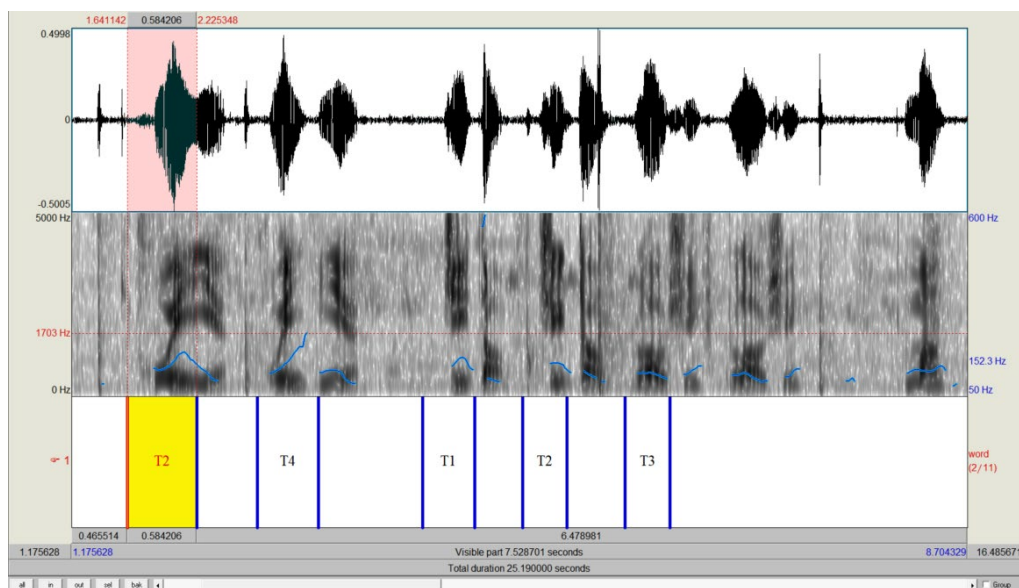 1.641142 0.584206 2.225348
0.4998
0
-0.5005
5000 Hz 600 Hz
1703 Hz
152.3 Hz
0 Hz 50 Hz
1 T2 T4 T1 T2 T3 word
(2/11)
0.465514 0.584206 6.478981
1.175628 1.175628 Visible part 7.528701 seconds 8.704329 16.485671
Total duration 25.190000 seconds
all in out sel bak Group